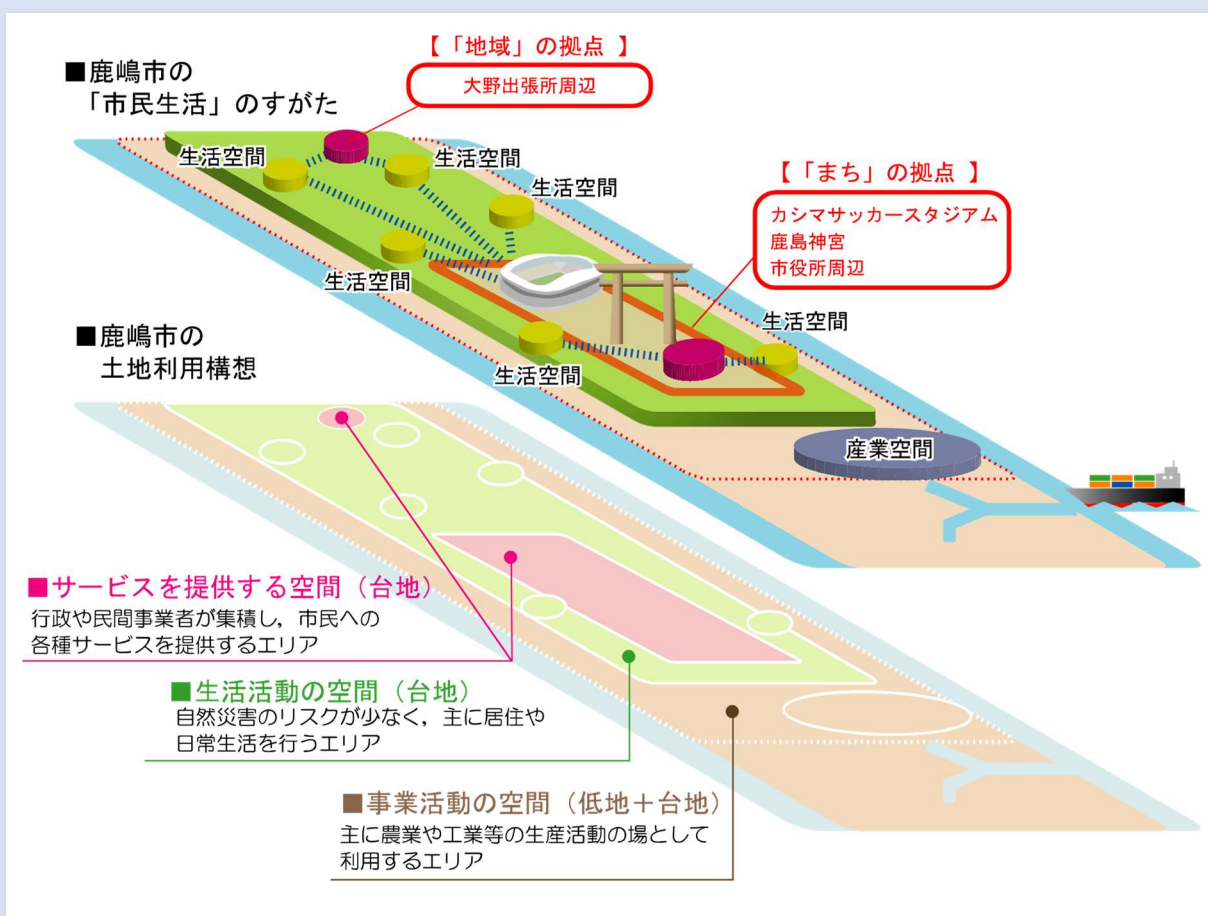 ■鹿嶋市の
「市民生活」のすがた
【「地域」の拠点 】
大野出張所周辺
生活空間
生活空間
生活空間
【「まち」の拠点 】
カシマサッカースタジアム
鹿島神宮
市役所周辺
生活空間
生活空間
生活空間
産業空間
■鹿嶋市の
土地利用構想
■サービスを提供する空間（台地）
行政や民間事業者が集積し，市民への
各種サービスを提供するエリア
■生活活動の空間（台地）
自然災害のリスクが少なく，主に居住や
日常生活を行うエリア
■事業活動の空間（低地＋台地）
主に農業や工業等の生産活動の場として
利用するエリア